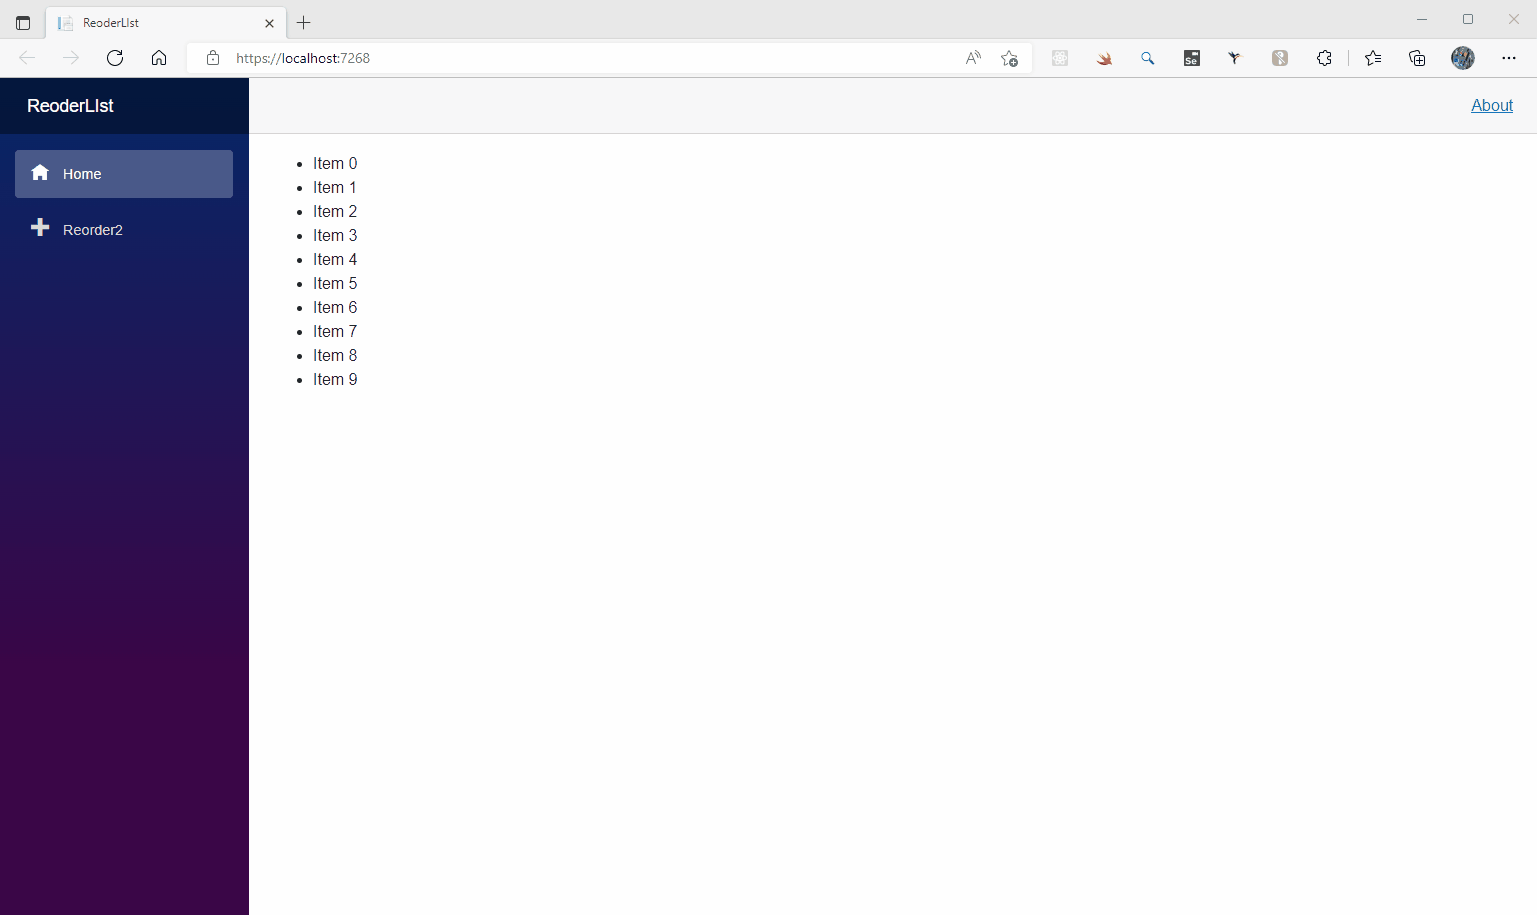 ReoderLIst
https://localhost:7268
Se
ReoderLIst
About
Home
Reorder2
Item 0
Item 1
Item 2
Item 3
Item 4
Item 5
Item 6
Item 7
Item 8
Item 9